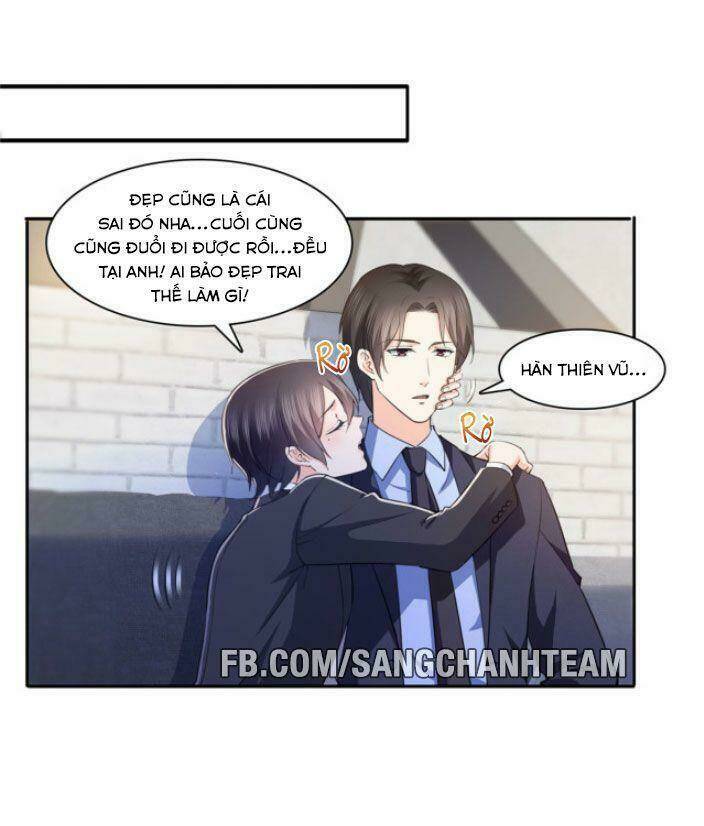 ĐẸP CŨNG LÀ CÁI
SAI ĐÓ NHA...CUỐI CÙNG
CŨNG ĐUỔI ĐI ĐƯỢC RỒI...ĐỀU
TẠI ANH! AI BẢO ĐẸP TRAI
THẾ LÀM GÌ!
RỜ
HÀN THIÊN VŨ...
RỜ
FB.COM/SANGCHANHTEAM